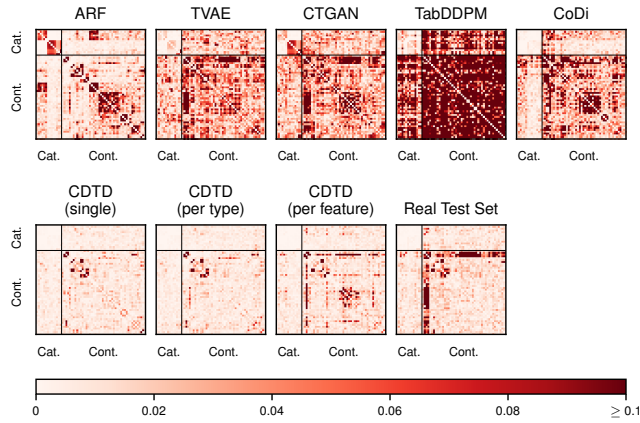 ARF TVAE CTGAN TabDDPM CoDi
Cat.
Cont.
Cat. Cont. Cat. Cont. Cat. Cont. Cat. Cont. Cat. Cont.
CDTD CDTD CDTD
(single) (per type) (per feature) Real Test Set
Cat.
Cont.
Cat. Cont. Cat. Cont. Cat. Cont. Cat. Cont.
0 0.02 0.04 0.06 0.08 ≥ 0.1